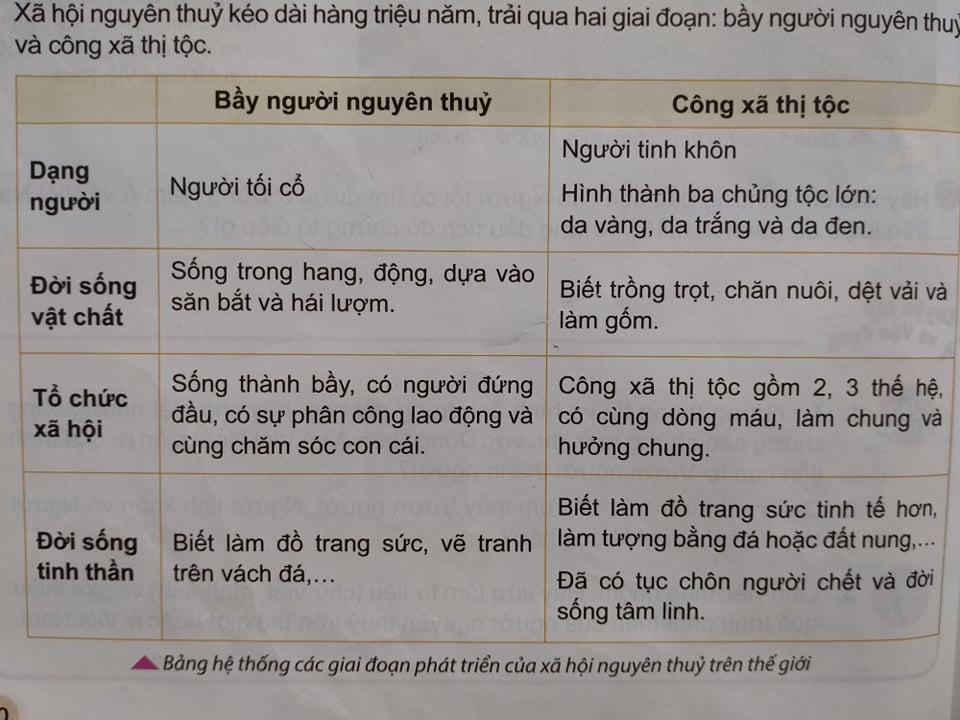 Xã hội nguyên thuỷ kéo dài hàng triệu năm, trải qua hai giai đoạn: bầy người nguyên thuỷ
và công xã thị tộc.
Bầy người nguyên thuỷ
Công xã thị tộc
Dạng
người
Người tối cổ
Người tinh khôn
Hình thành ba chủng tộc lớn:
da vàng, da trắng và da đen.
Đời sống
vật chất
Sống trong hang, động, dựa vào
săn bắt và hái lượm.
Biết trồng trọt, chăn nuôi, dệt vải và
làm gốm.
Tổ chức
xã hội
Sống thành bầy, có người đứng
đầu, có sự phân công lao động và
cùng chăm sóc con cái.
Công xã thị tộc gồm 2, 3 thế hệ,
có cùng dòng máu, làm chung và
hưởng chung.
Đời sống
tinh thần
Biết làm đồ trang sức, vẽ tranh
trên vách đá,...
Biết làm đồ trang sức tinh tế hơn,
làm tượng bằng đá hoặc đất nung,...
Đã có tục chôn người chết và đời
sống tâm linh.
Bảng hệ thống các giai đoạn phát triển của xã hội nguyên thuỷ trên thế giới